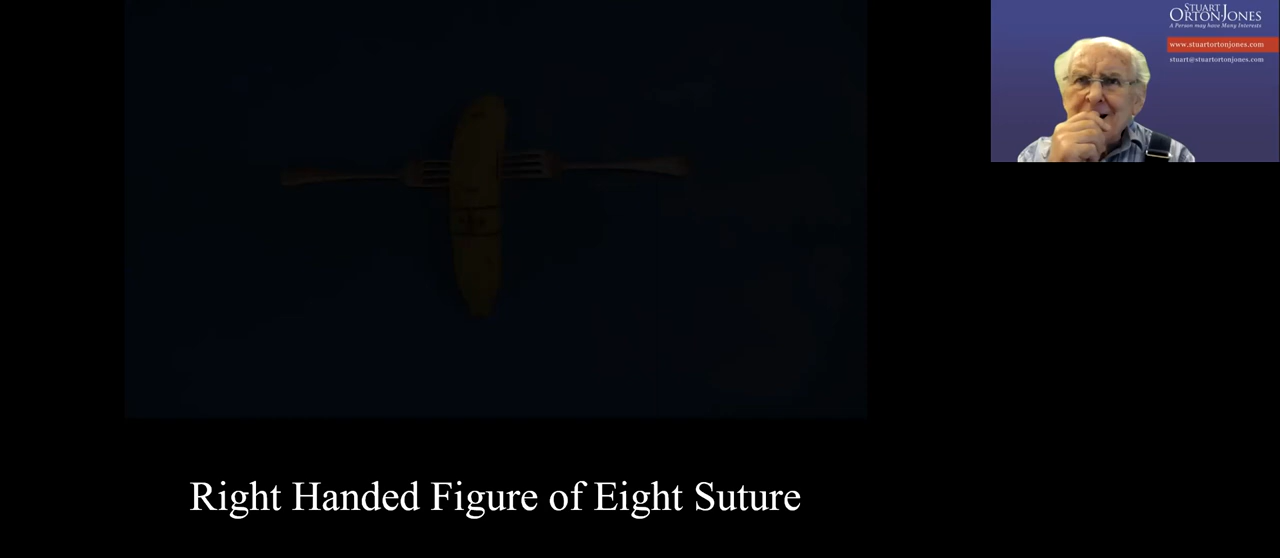 STUART
ORTON-JONES
A Person may have Many Interests
www.stuartortonjones.com
stuart@stuartortonjones.com
Right Handed Figure of Eight Suture